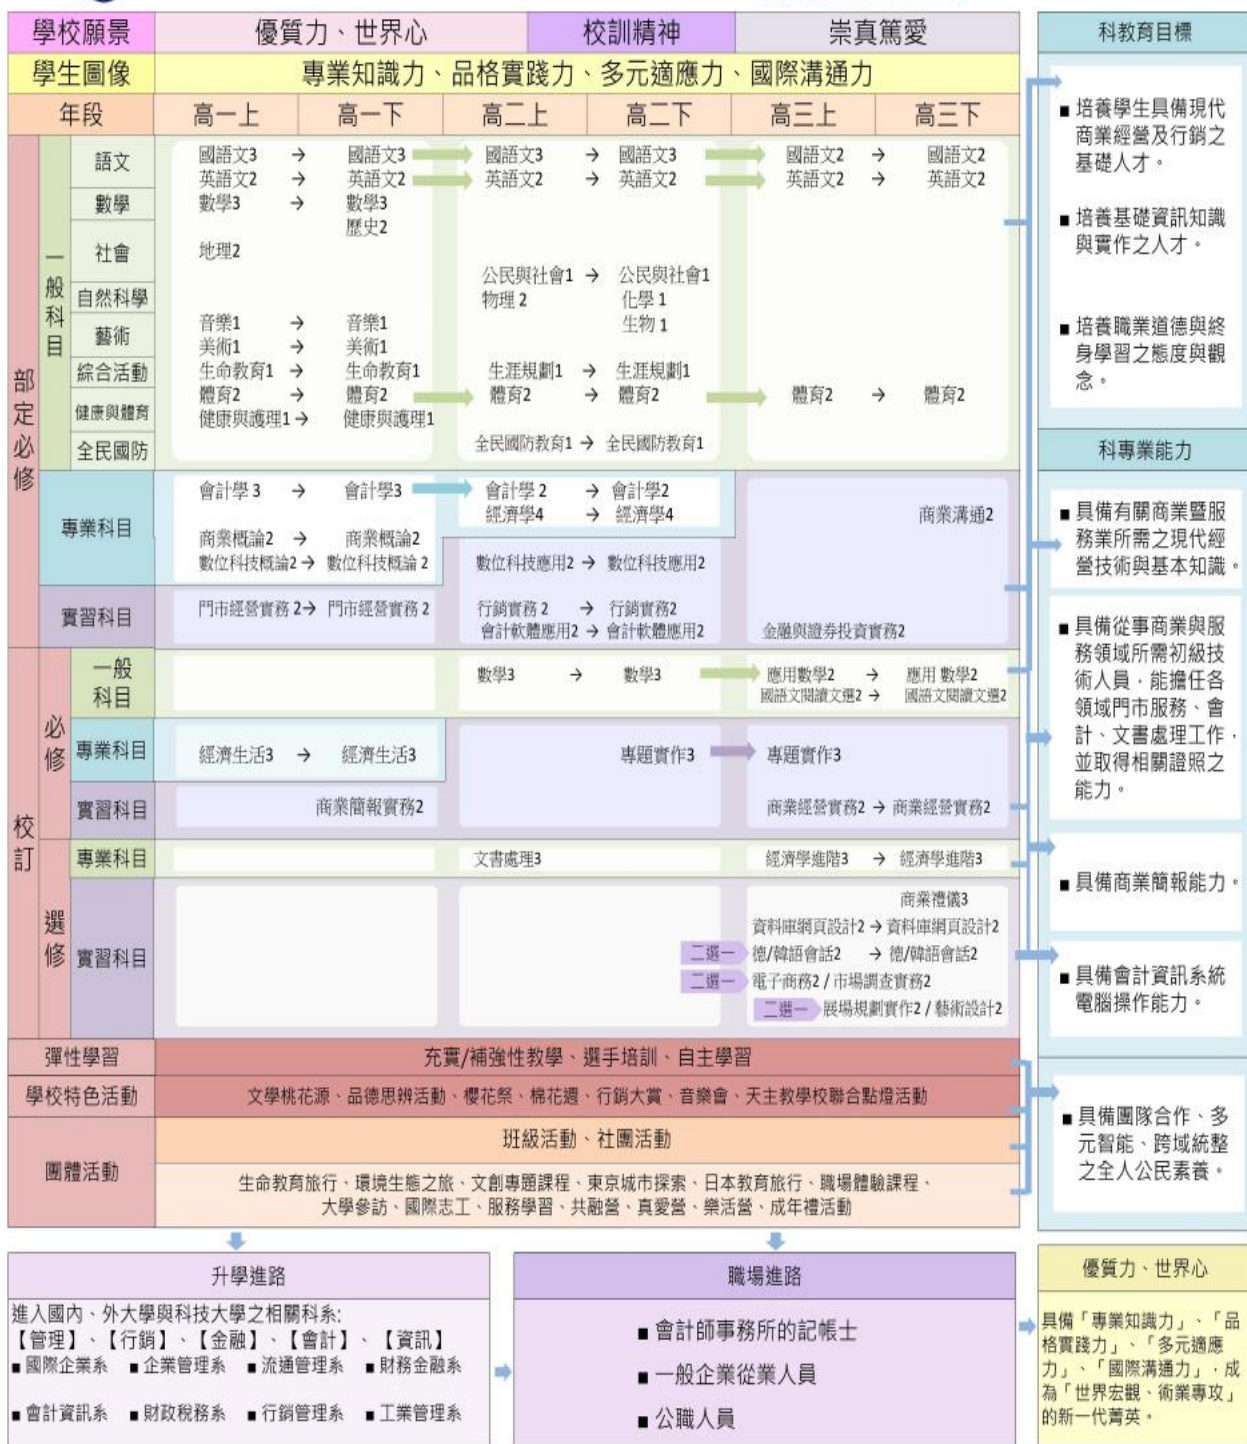 學校願景 優質力、世界心 校訓精神 崇真篤愛
學生圖像 專業知識力、品格實踐力、多元適應力、國際溝通力
年段 高一上 高一下 高二上 高二下 高三上 高三下
部定必修
一般科目
語文 國語文3 → 國語文3 國語文3 → 國語文3 國語文2 → 國語文2
英語文2 → 英語文2 英語文2 → 英語文2 英語文2 → 英語文2
數學 數學3 → 數學3
歷史2
社會 地理2
公民與社會1 → 公民與社會1
自然科學 物理 2 化學 1
生物 1
藝術 音樂1 → 音樂1
美術1 → 美術1
綜合活動 生命教育1 → 生命教育1 生涯規劃1 → 生涯規劃1
健康與體育 體育2 → 體育2 體育2 → 體育2 體育2 → 體育2
健康與護理1 → 健康與護理1
全民國防 全民國防教育1 → 全民國防教育1
專業科目 會計學 3 → 會計學3 會計學 2 → 會計學2
經濟學4 → 經濟學4 商業溝通2
商業概論2 → 商業概論2
數位科技概論2 → 數位科技概論 2 數位科技應用2 → 數位科技應用2
實習科目 門市經營實務 2→ 門市經營實務 2 行銷實務 2 → 行銷實務2
會計軟體應用2 → 會計軟體應用2 金融與證券投資實務2
校訂
必修
一般科目 數學3 → 數學3 應用數學2 → 應用 數學2
國語文閱讀文選2 → 國語文閱讀文選2
專業科目 經濟生活3 → 經濟生活3 專題實作3 專題實作3
實習科目 商業簡報實務2 商業經營實務2 → 商業經營實務2
選修
專業科目 文書處理3 經濟學進階3 → 經濟學進階3
實習科目 商業禮儀3
資料庫網頁設計2 → 資料庫網頁設計2
二選一 德/韓語會話2 → 德/韓語會話2
二選一 電子商務2 / 市場調查實務2
二選一 展場規劃實作2 / 藝術設計2
彈性學習 充實/補強性教學、選手培訓、自主學習
學校特色活動 文學桃花源、品德思辨活動、櫻花祭、棉花週、行銷大賞、音樂會、天主教學校聯合點燈活動
團體活動 班級活動、社團活動
生命教育旅行、環境生態之旅、文創專題課程、東京城市探索、日本教育旅行、職場體驗課程、
大學參訪、國際志工、服務學習、共融營、真愛營、樂活營、成年禮活動
科教育目標
■ 培養學生具備現代
商業經營及行銷之
基礎人才。
■ 培養基礎資訊知識
與實作之人才。
■ 培養職業道德與終
身學習之態度與觀
念。
科專業能力
■ 具備有關商業暨服
務業所需之現代經
營技術與基本知識。
■ 具備從事商業與服
務領域所需初級技
術人員，能擔任各
領域門市服務、會
計、文書處理工作，
並取得相關證照之
能力。
■ 具備商業簡報能力。
■ 具備會計資訊系統
電腦操作能力。
■ 具備團隊合作、多
元智能、跨域統整
之全人公民素養。
升學進路
進入國內、外大學與科技大學之相關科系:
【管理】、【行銷】、【金融】、【會計】、【資訊】
■ 國際企業系 ■ 企業管理系 ■ 流通管理系 ■ 財務金融系
■ 會計資訊系 ■ 財政稅務系 ■ 行銷管理系 ■ 工業管理系
職場進路
■ 會計師事務所的記帳士
■ 一般企業從業人員
■ 公職人員
優質力、世界心
具備「專業知識力」、「品
格實踐力」、「多元適應
力」、「國際溝通力」，成
為「世界宏觀、術業專攻」
的新一代菁英。